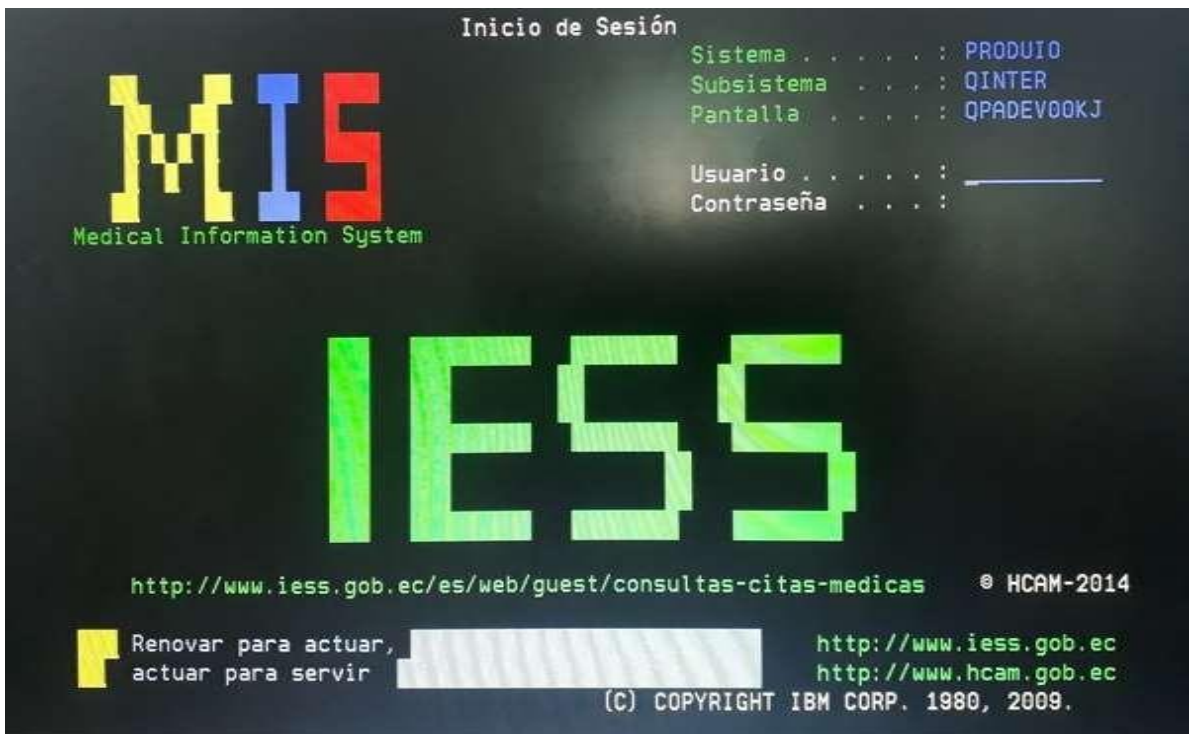 Inicio de Sesión
Sistema . . . . . : PRODUIO
Subsistema . . . : QINTER
Pantalla . . . . : QPADEV00KJ
Usuario . . . . . :
Contraseña . . . :
MIS
Medical Information System
IESS
http://www.iess.gob.ec/es/web/guest/consultas-citas-medicas © HCAM-2014
Renovar para actuar,
actuar para servir
http://www.iess.gob.ec
http://www.hcam.gob.ec
(C) COPYRIGHT IBM CORP. 1980, 2009.